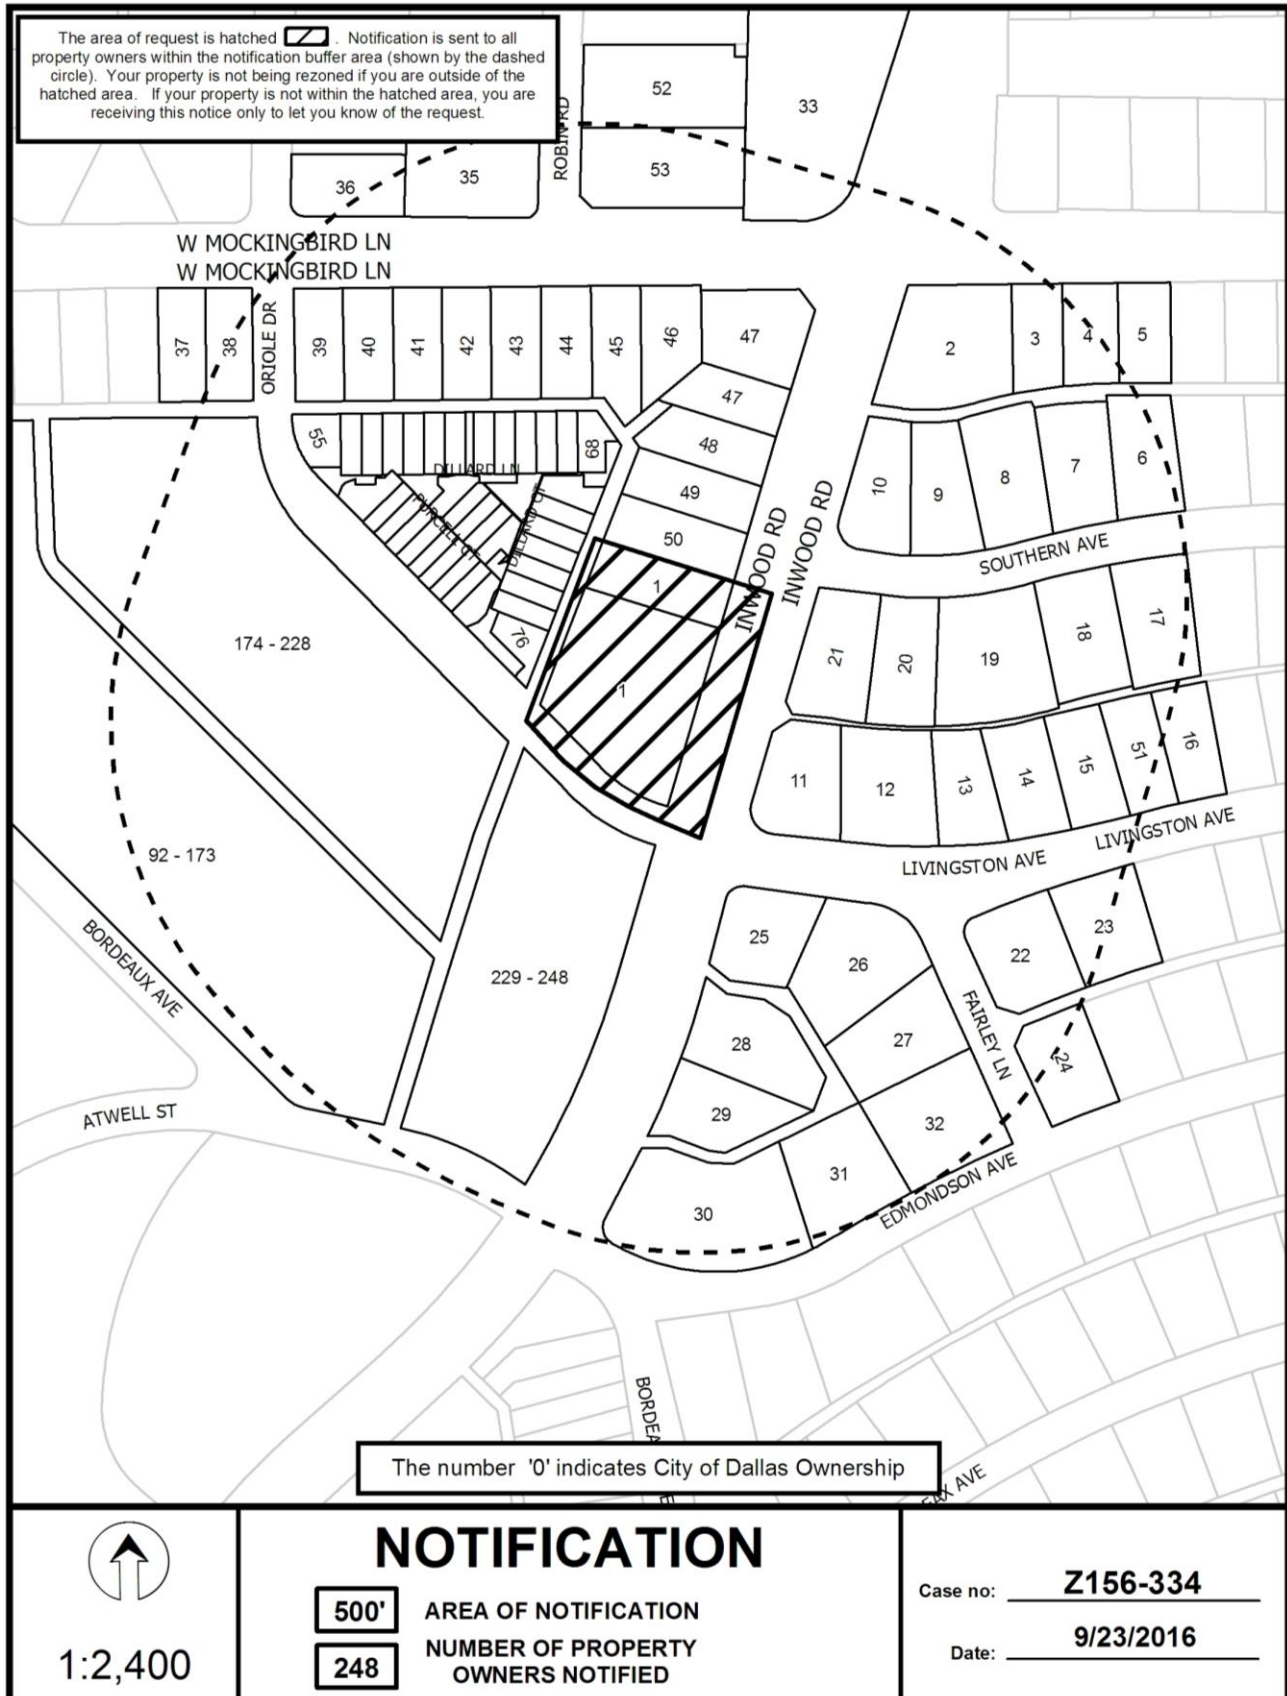 The area of request is hatched . Notification is sent to all
property owners within the notification buffer area (shown by the dashed
circle). Your property is not being rezoned if you are outside of the
hatched area. If your property is not within the hatched area, you are
receiving this notice only to let you know of the request.
ROBIN RD
52
33
53
36
35
W MOCKINGBIRD LN
W MOCKINGBIRD LN
ORIOLE DR
37
38
39
40
41
42
43
44
45
46
47
2
3
4
5
47
48
49
50
55
68
DILLARD LN
PURCELL CT
DILLARD CT
76
10
9
8
7
6
INWOOD RD
INWOOD RD
SOUTHERN AVE
1
1
21
20
19
18
17
174 - 228
11
12
13
14
15
51
16
LIVINGSTON AVE
LIVINGSTON AVE
92 - 173
BORDEAUX AVE
229 - 248
25
26
22
23
28
27
FAIRLEY LN
24
29
32
ATWELL ST
31
30
EDMONDSON AVE
The number '0' indicates City of Dallas Ownership
AVE
1:2,400
NOTIFICATION
500' AREA OF NOTIFICATION
248 NUMBER OF PROPERTY
OWNERS NOTIFIED
Case no: Z156-334
Date: 9/23/2016